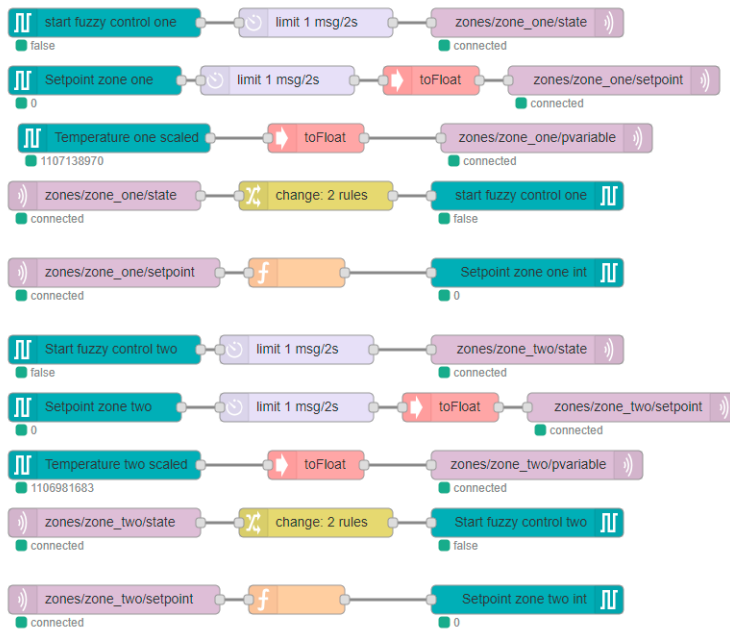 start fuzzy control one limit 1 msg/2s zones/zone_one/state
false connected
Setpoint zone one limit 1 msg/2s toFloat zones/zone_one/setpoint
0 connected
Temperature one scaled toFloat zones/zone_one/pvariable
1107138970 connected
zones/zone_one/state change: 2 rules start fuzzy control one
connected false
zones/zone_one/setpoint f Setpoint zone one int
connected 0
Start fuzzy control two limit 1 msg/2s zones/zone_two/state
false connected
Setpoint zone two limit 1 msg/2s toFloat zones/zone_two/setpoint
0 connected
Temperature two scaled toFloat zones/zone_two/pvariable
1106981683 connected
zones/zone_two/state change: 2 rules Start fuzzy control two
connected false
zones/zone_two/setpoint f Setpoint zone two int
connected 0